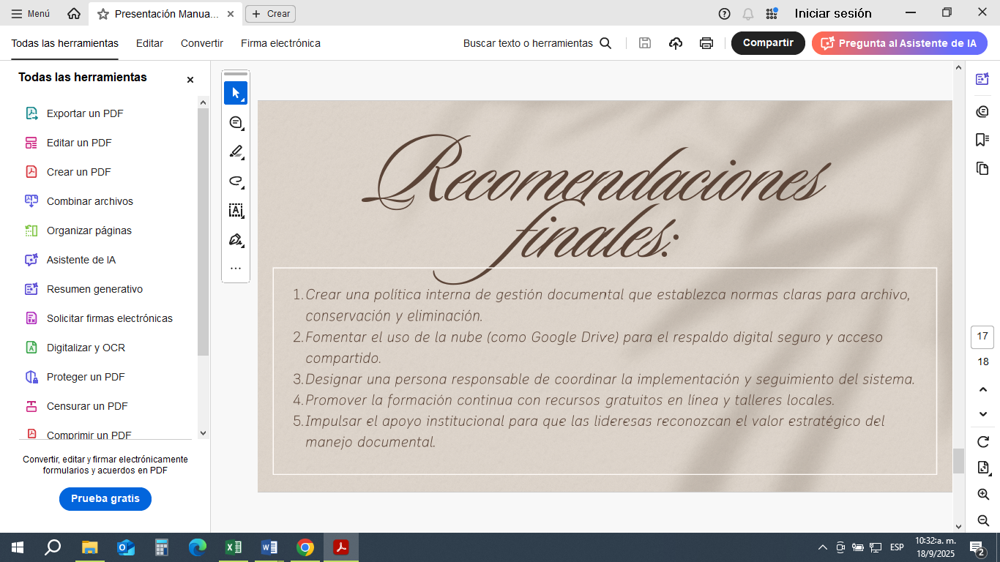 Menú
Presentación Manua...
Crear
Iniciar sesión
Todas las herramientas
Editar
Convertir
Firma electrónica
Buscar texto o herramientas
Compartir
Pregunta al Asistente de IA
Todas las herramientas
Exportar un PDF
Editar un PDF
Crear un PDF
Combinar archivos
Organizar páginas
Asistente de IA
Resumen generativo
Solicitar firmas electrónicas
Digitalizar y OCR
Proteger un PDF
Censurar un PDF
Comprimir un PDF
Convertir, editar y firmar electrónicamente
formularios y acuerdos en PDF
Prueba gratis
Recomendaciones
finales:
1.Crear una política interna de gestión documental que establezca normas claras para archivo,
conservación y eliminación.
2.Fomentar el uso de la nube (como Google Drive) para el respaldo digital seguro y acceso
compartido.
3.Designar una persona responsable de coordinar la implementación y seguimiento del sistema.
4.Promover la formación continua con recursos gratuitos en línea y talleres locales.
5.Impulsar el apoyo institucional para que las lideresas reconozcan el valor estratégico del
manejo documental.
17
18
ESP
10:32:a. m.
18/9/2025
2